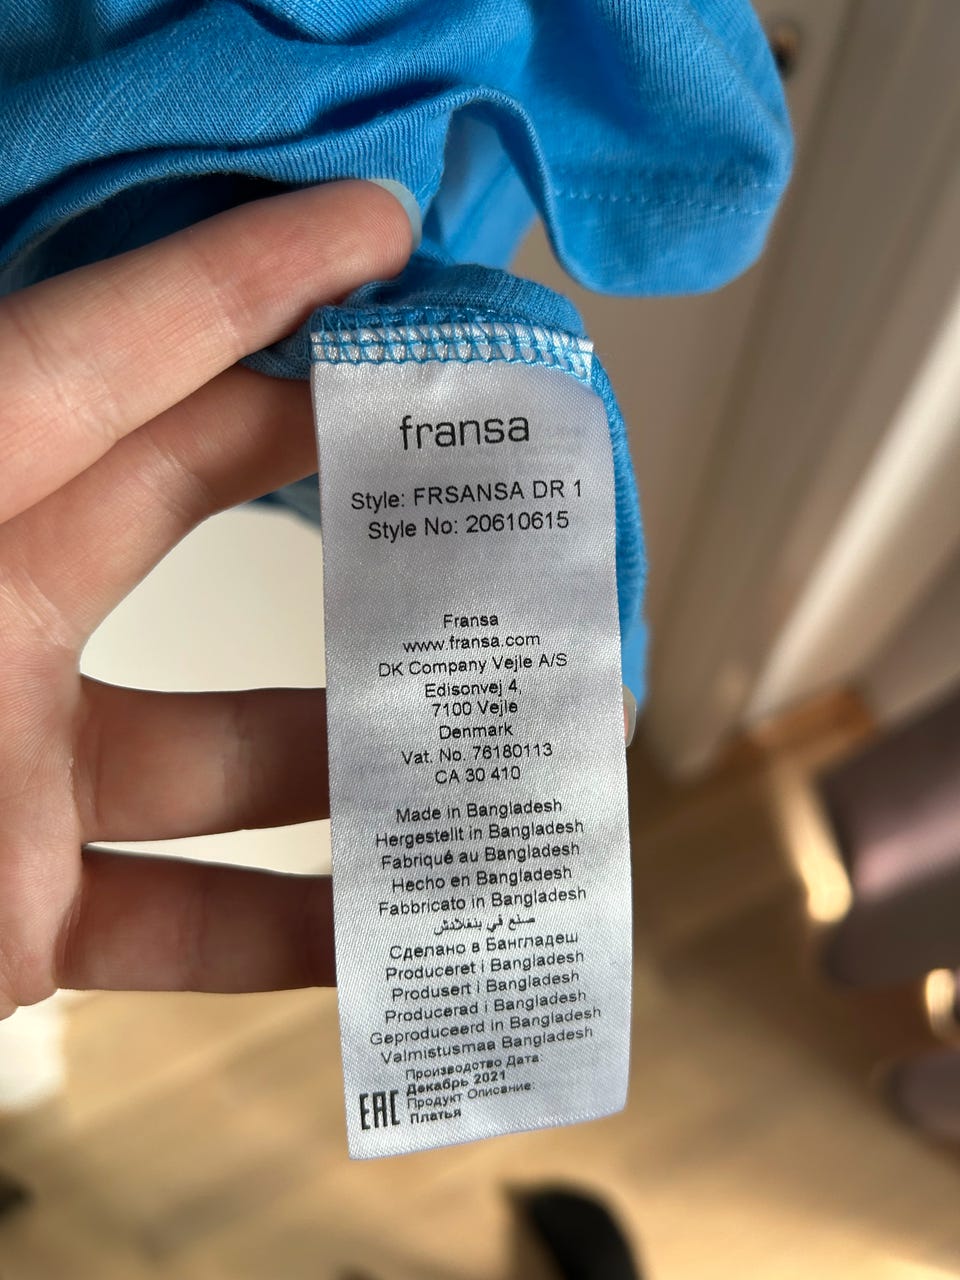 fransa
Style: FRSANSA DR 1
Style No: 20610615
Fransa
www.fransa.com
DK Company Vejle A/S
Edisonvej 4,
7100 Vejle
Denmark
Vat. No. 76180113
CA 30 410
Made in Bangladesh
Hergestellt in Bangladesh
Fabriqué au Bangladesh
Hecho en Bangladesh
Fabbricato in Bangladesh
صنع في بنغلادش
Сделано в Бангладеш
Produceret i Bangladesh
Produsert i Bangladesh
Producerad i Bangladesh
Geproduceerd in Bangladesh
Valmistusmaa Bangladesh
Производство Дата
Декабрь 2021
Продукт Описание:
Платья
EAC